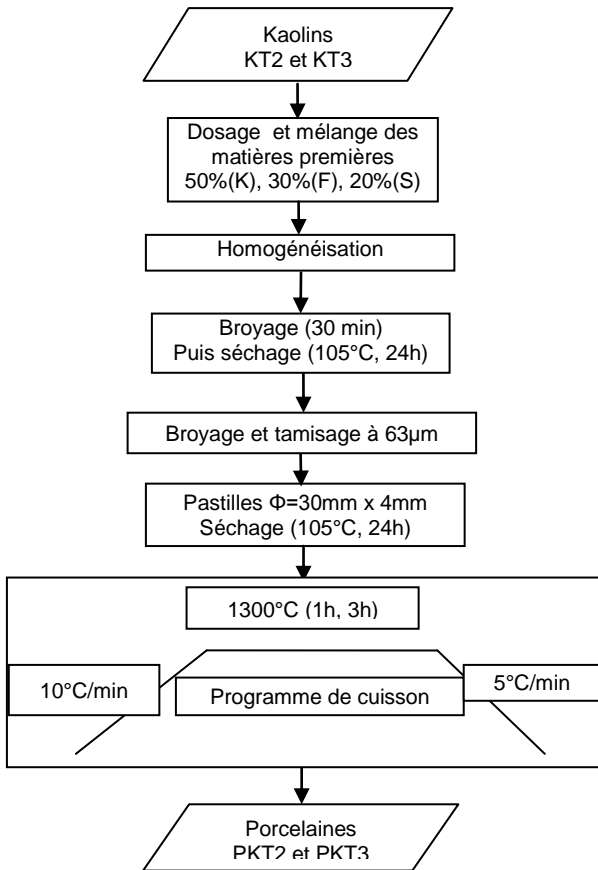 Kaolins
KT2 et KT3
Dosage et mélange des
matières premières
50%(K), 30%(F), 20%(S)
Homogénéisation
Broyage (30 min)
Puis séchage (105°C, 24h)
Broyage et tamisage à 63µm
Pastilles Φ=30mm x 4mm
Séchage (105°C, 24h)
1300°C (1h, 3h)
10°C/min
Programme de cuisson
5°C/min
Porcelaines
PKT2 et PKT3